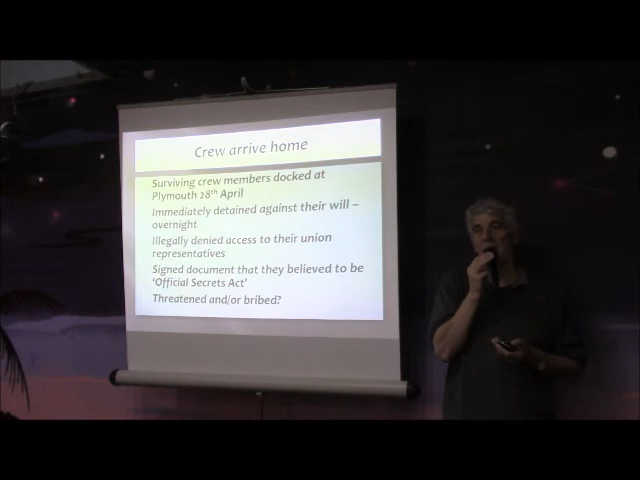 Crew arrive home
Surviving crew members docked at
Plymouth 28th April
Immediately detained against their will –
overnight
Illegally denied access to their union
representatives
Signed document that they believed to be
'Official Secrets Act'
Threatened and/or bribed?